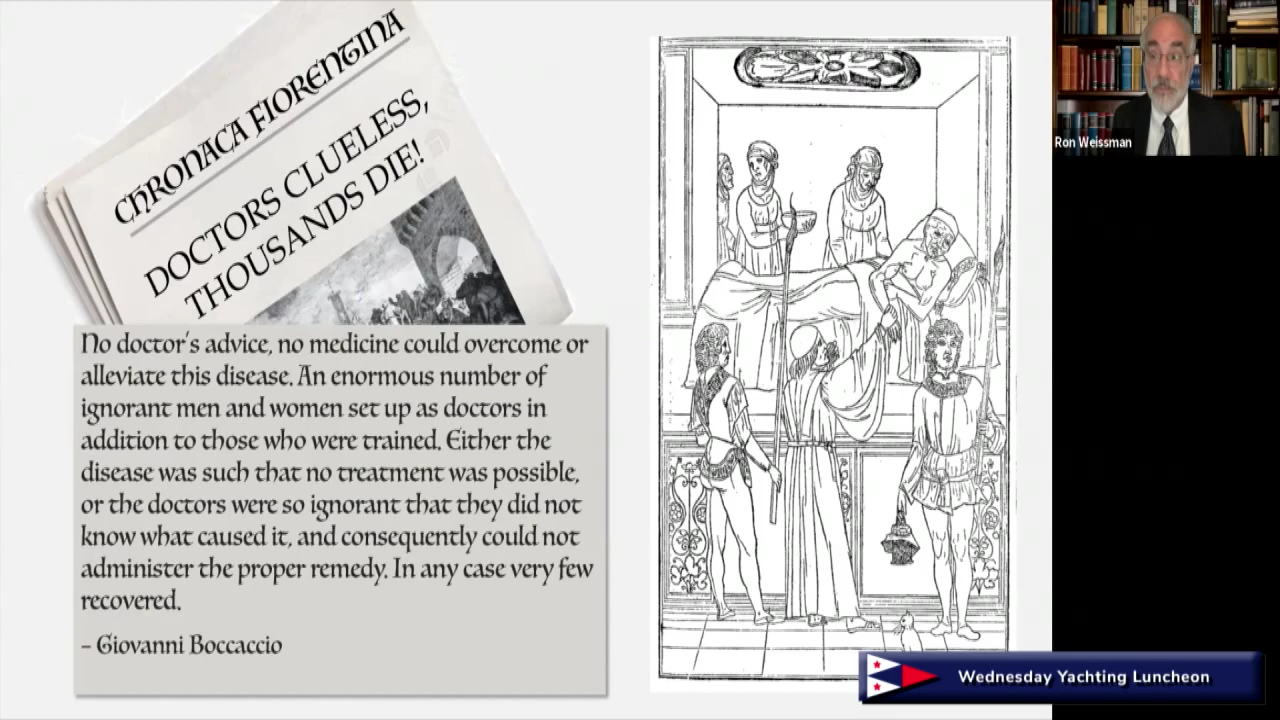 CHRONACA FIORENTINA
DOCTORS CLUELESS,
THOUSANDS DIE!
No doctor's advice, no medicine could overcome or
alleviate this disease. An enormous number of
ignorant men and women set up as doctors in
addition to those who were trained. Either the
disease was such that no treatment was possible,
or the doctors were so ignorant that they did not
know what caused it, and consequently could not
administer the proper remedy. In any case very few
recovered.
– Giovanni Boccaccio
Ron Weissman
Wednesday Yachting Luncheon